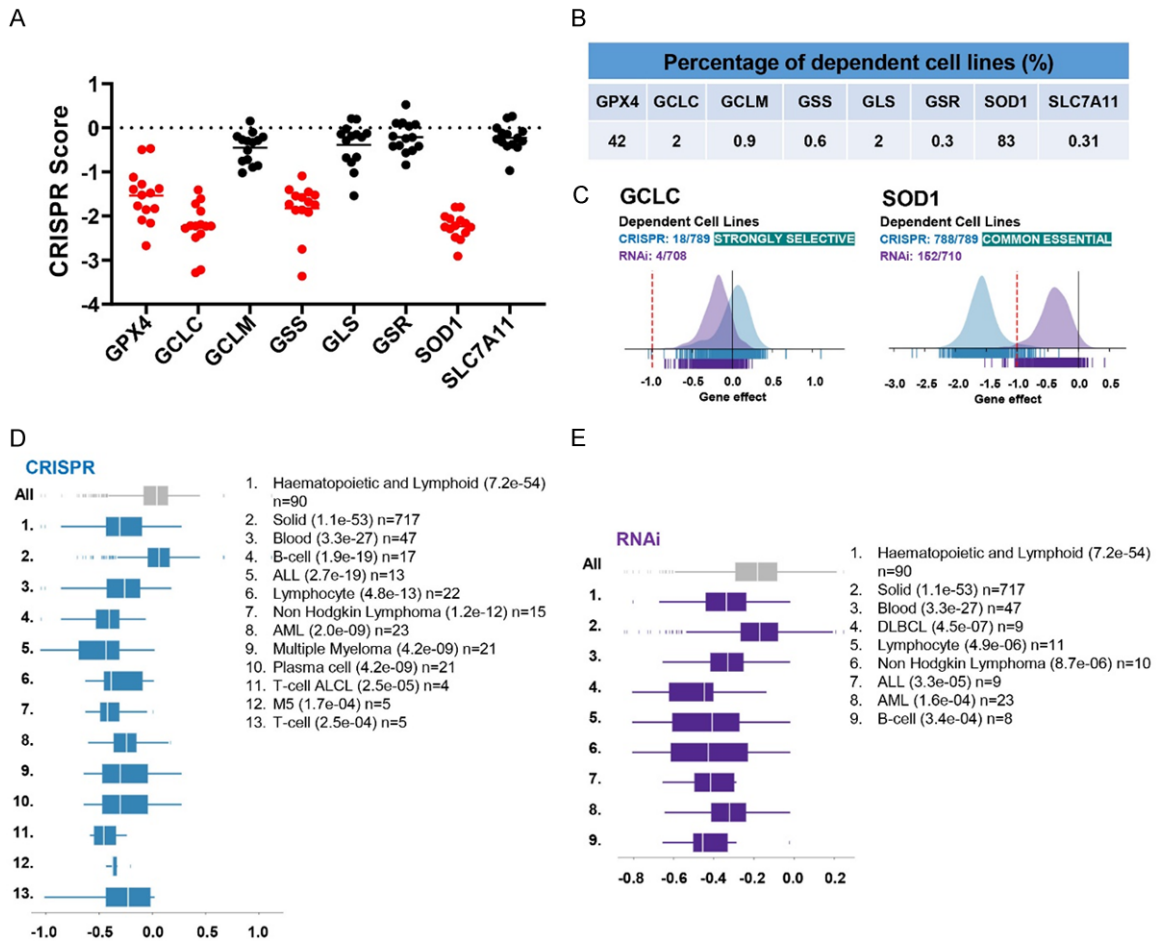 A
CRISPR Score
1
0
-1
-2
-3
-4
GPX4
GCLC
GCLM
GSS
GLS
GSR
SOD1
SLC7A11
B
Percentage of dependent cell lines (%)
GPX4 GCLC GCLM GSS GLS GSR SOD1 SLC7A11
42 2 0.9 0.6 2 0.3 83 0.31
C
GCLC
Dependent Cell Lines
CRISPR: 18/789 STRONGLY SELECTIVE
RNAi: 4/708
-1.0 -0.5 0.0 0.5 1.0
Gene effect
SOD1
Dependent Cell Lines
CRISPR: 788/789 COMMON ESSENTIAL
RNAi: 152/710
-3.0 -2.5 -2.0 -1.5 -1.0 -0.5 0.0 0.5
Gene effect
D
CRISPR
All
1.
2.
3.
4.
5.
6.
7.
8.
9.
10.
11.
12.
13.
-1.0 -0.5 0.0 0.5 1.0
1. Haematopoietic and Lymphoid (7.2e-54)
n=90
2. Solid (1.1e-53) n=717
3. Blood (3.3e-27) n=47
4. B-cell (1.9e-19) n=17
5. ALL (2.7e-19) n=13
6. Lymphocyte (4.8e-13) n=22
7. Non Hodgkin Lymphoma (1.2e-12) n=15
8. AML (2.0e-09) n=23
9. Multiple Myeloma (4.2e-09) n=21
10. Plasma cell (4.2e-09) n=21
11. T-cell ALCL (2.5e-05) n=4
12. M5 (1.7e-04) n=5
13. T-cell (2.5e-04) n=5
E
RNAi
All
1.
2.
3.
4.
5.
6.
7.
8.
9.
-0.8 -0.6 -0.4 -0.2 0.0 0.2
1. Haematopoietic and Lymphoid (7.2e-54)
n=90
2. Solid (1.1e-53) n=717
3. Blood (3.3e-27) n=47
4. DLBCL (4.5e-07) n=9
5. Lymphocyte (4.9e-06) n=11
6. Non Hodgkin Lymphoma (8.7e-06) n=10
7. ALL (3.3e-05) n=9
8. AML (1.6e-04) n=23
9. B-cell (3.4e-04) n=8